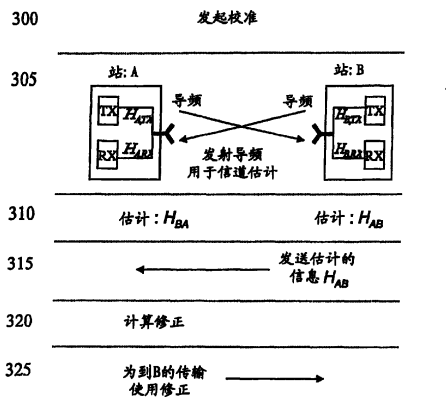 300 发起校准
305 站:A 站:B
TX H_ATX 导频 导频 H_BTX TX
RX H_ARX H_BRX RX
发射导频
用于信道估计
310 估计:H_BA 估计:H_AB
315 发送估计的
信息 H_AB
320 计算修正
325 为到B的传输
使用修正